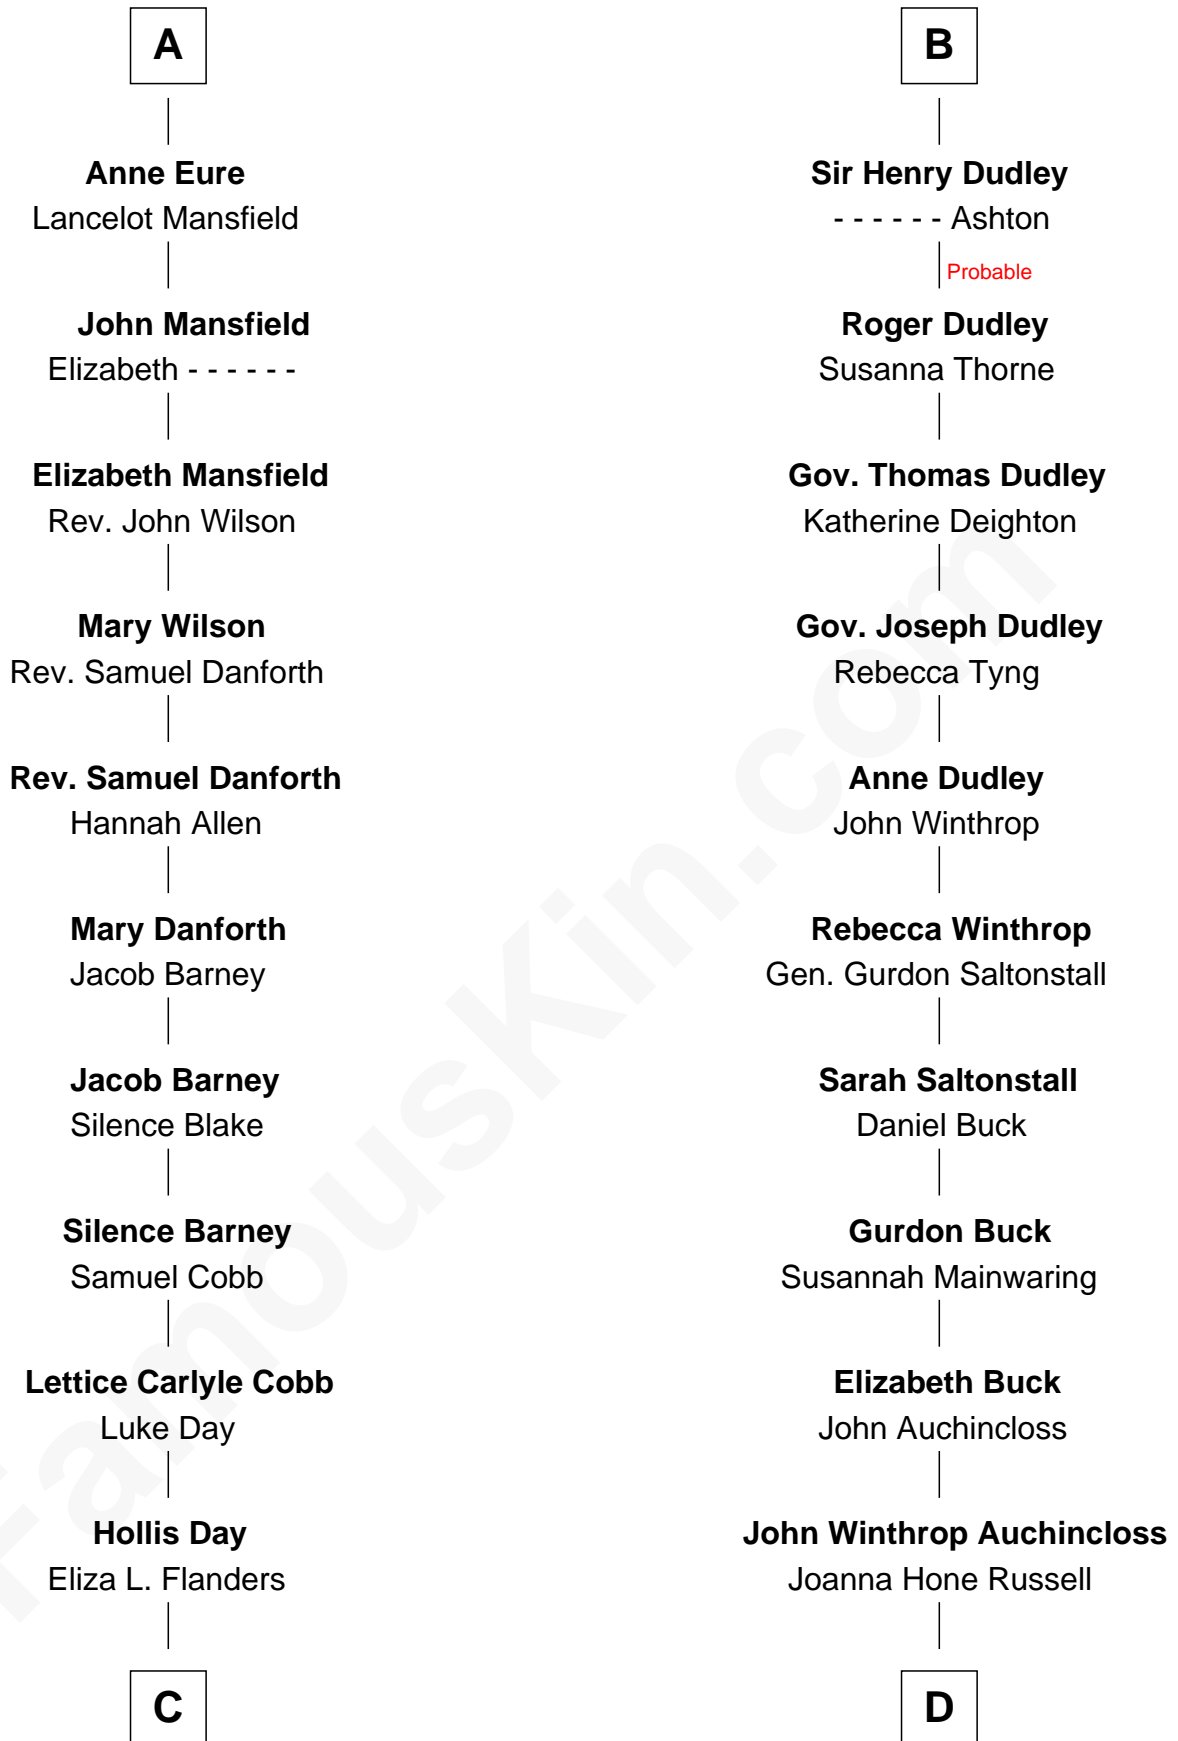 A
Anne Eure
Lancelot Mansfield
John Mansfield
Elizabeth - - - - - -
Elizabeth Mansfield
Rev. John Wilson
Mary Wilson
Rev. Samuel Danforth
Rev. Samuel Danforth
Hannah Allen
Mary Danforth
Jacob Barney
Jacob Barney
Silence Blake
Silence Barney
Samuel Cobb
Lettice Carlyle Cobb
Luke Day
Hollis Day
Eliza L. Flanders
C
B
Sir Henry Dudley
- - - - - - Ashton
Probable
Roger Dudley
Susanna Thorne
Gov. Thomas Dudley
Katherine Deighton
Gov. Joseph Dudley
Rebecca Tyng
Anne Dudley
John Winthrop
Rebecca Winthrop
Gen. Gurdon Saltonstall
Sarah Saltonstall
Daniel Buck
Gurdon Buck
Susannah Mainwaring
Elizabeth Buck
John Auchincloss
John Winthrop Auchincloss
Joanna Hone Russell
D
FamousKin.com